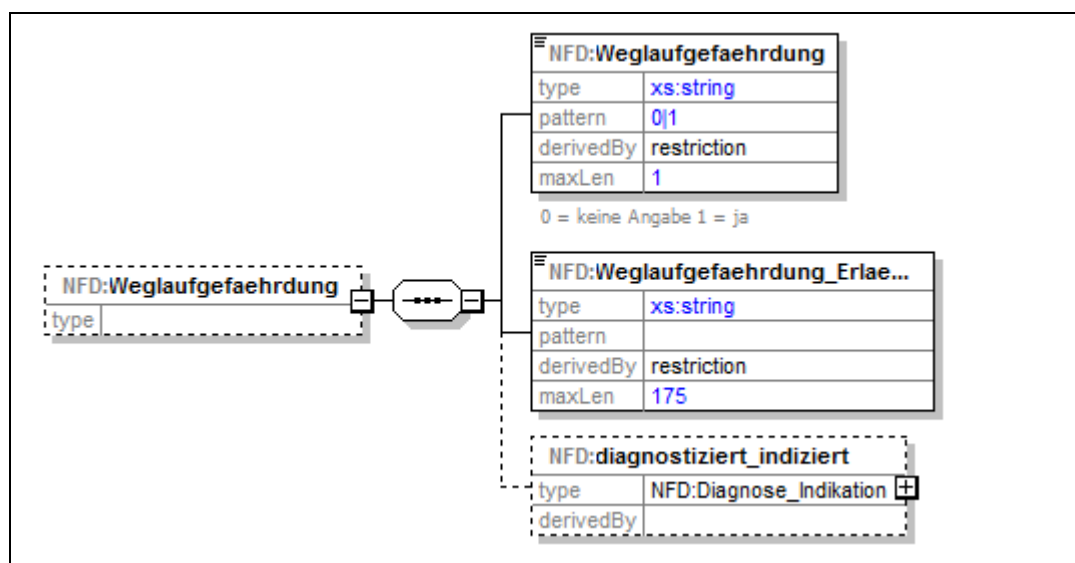 NFD:Weglaufgefaehrdung
type xs:string
pattern 0|1
derivedBy restriction
maxLen 1
0 = keine Angabe 1 = ja
NFD:Weglaufgefaehrdung
type
NFD:Weglaufgefaehrdung_Erlae...
type xs:string
pattern
derivedBy restriction
maxLen 175
NFD:diagnostiziert_indiziert
type NFD:Diagnose_Indikation
derivedBy